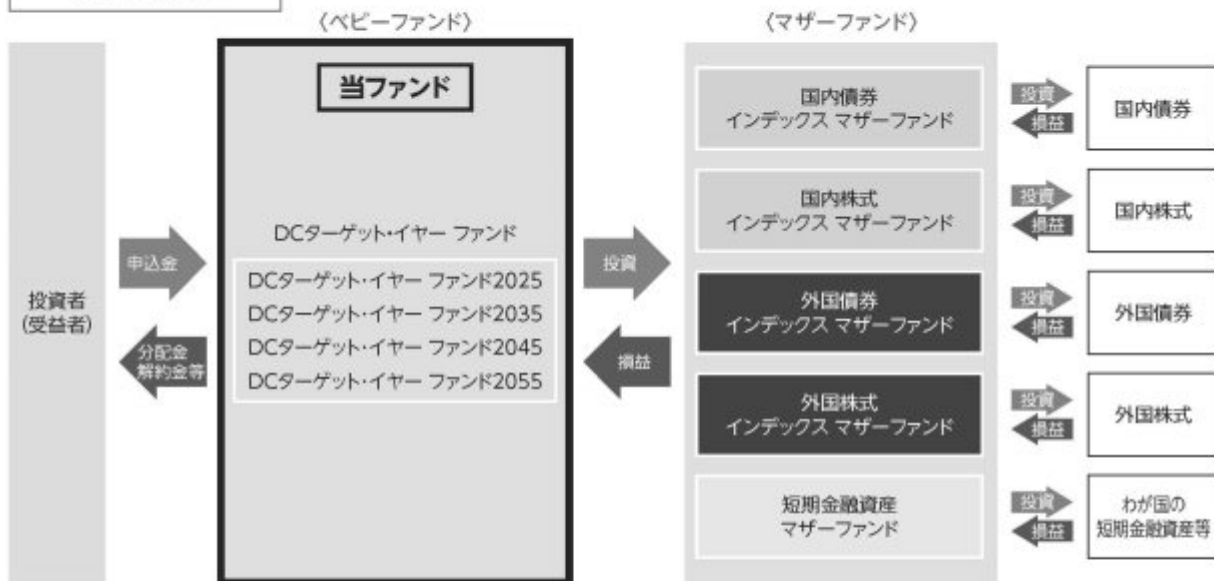 〈ベビーファンド〉
〈マザーファンド〉
投資者
(受益者)
申込金
分配金
解約金等
当ファンド
DCターゲット・イヤー ファンド
DCターゲット・イヤー ファンド2025
DCターゲット・イヤー ファンド2035
DCターゲット・イヤー ファンド2045
DCターゲット・イヤー ファンド2055
投資
損益
国内債券
インデックス マザーファンド
投資
損益
国内債券
国内株式
インデックス マザーファンド
投資
損益
国内株式
外国債券
インデックス マザーファンド
投資
損益
外国債券
外国株式
インデックス マザーファンド
投資
損益
外国株式
短期金融資産
マザーファンド
投資
損益
わが国の
短期金融資産等